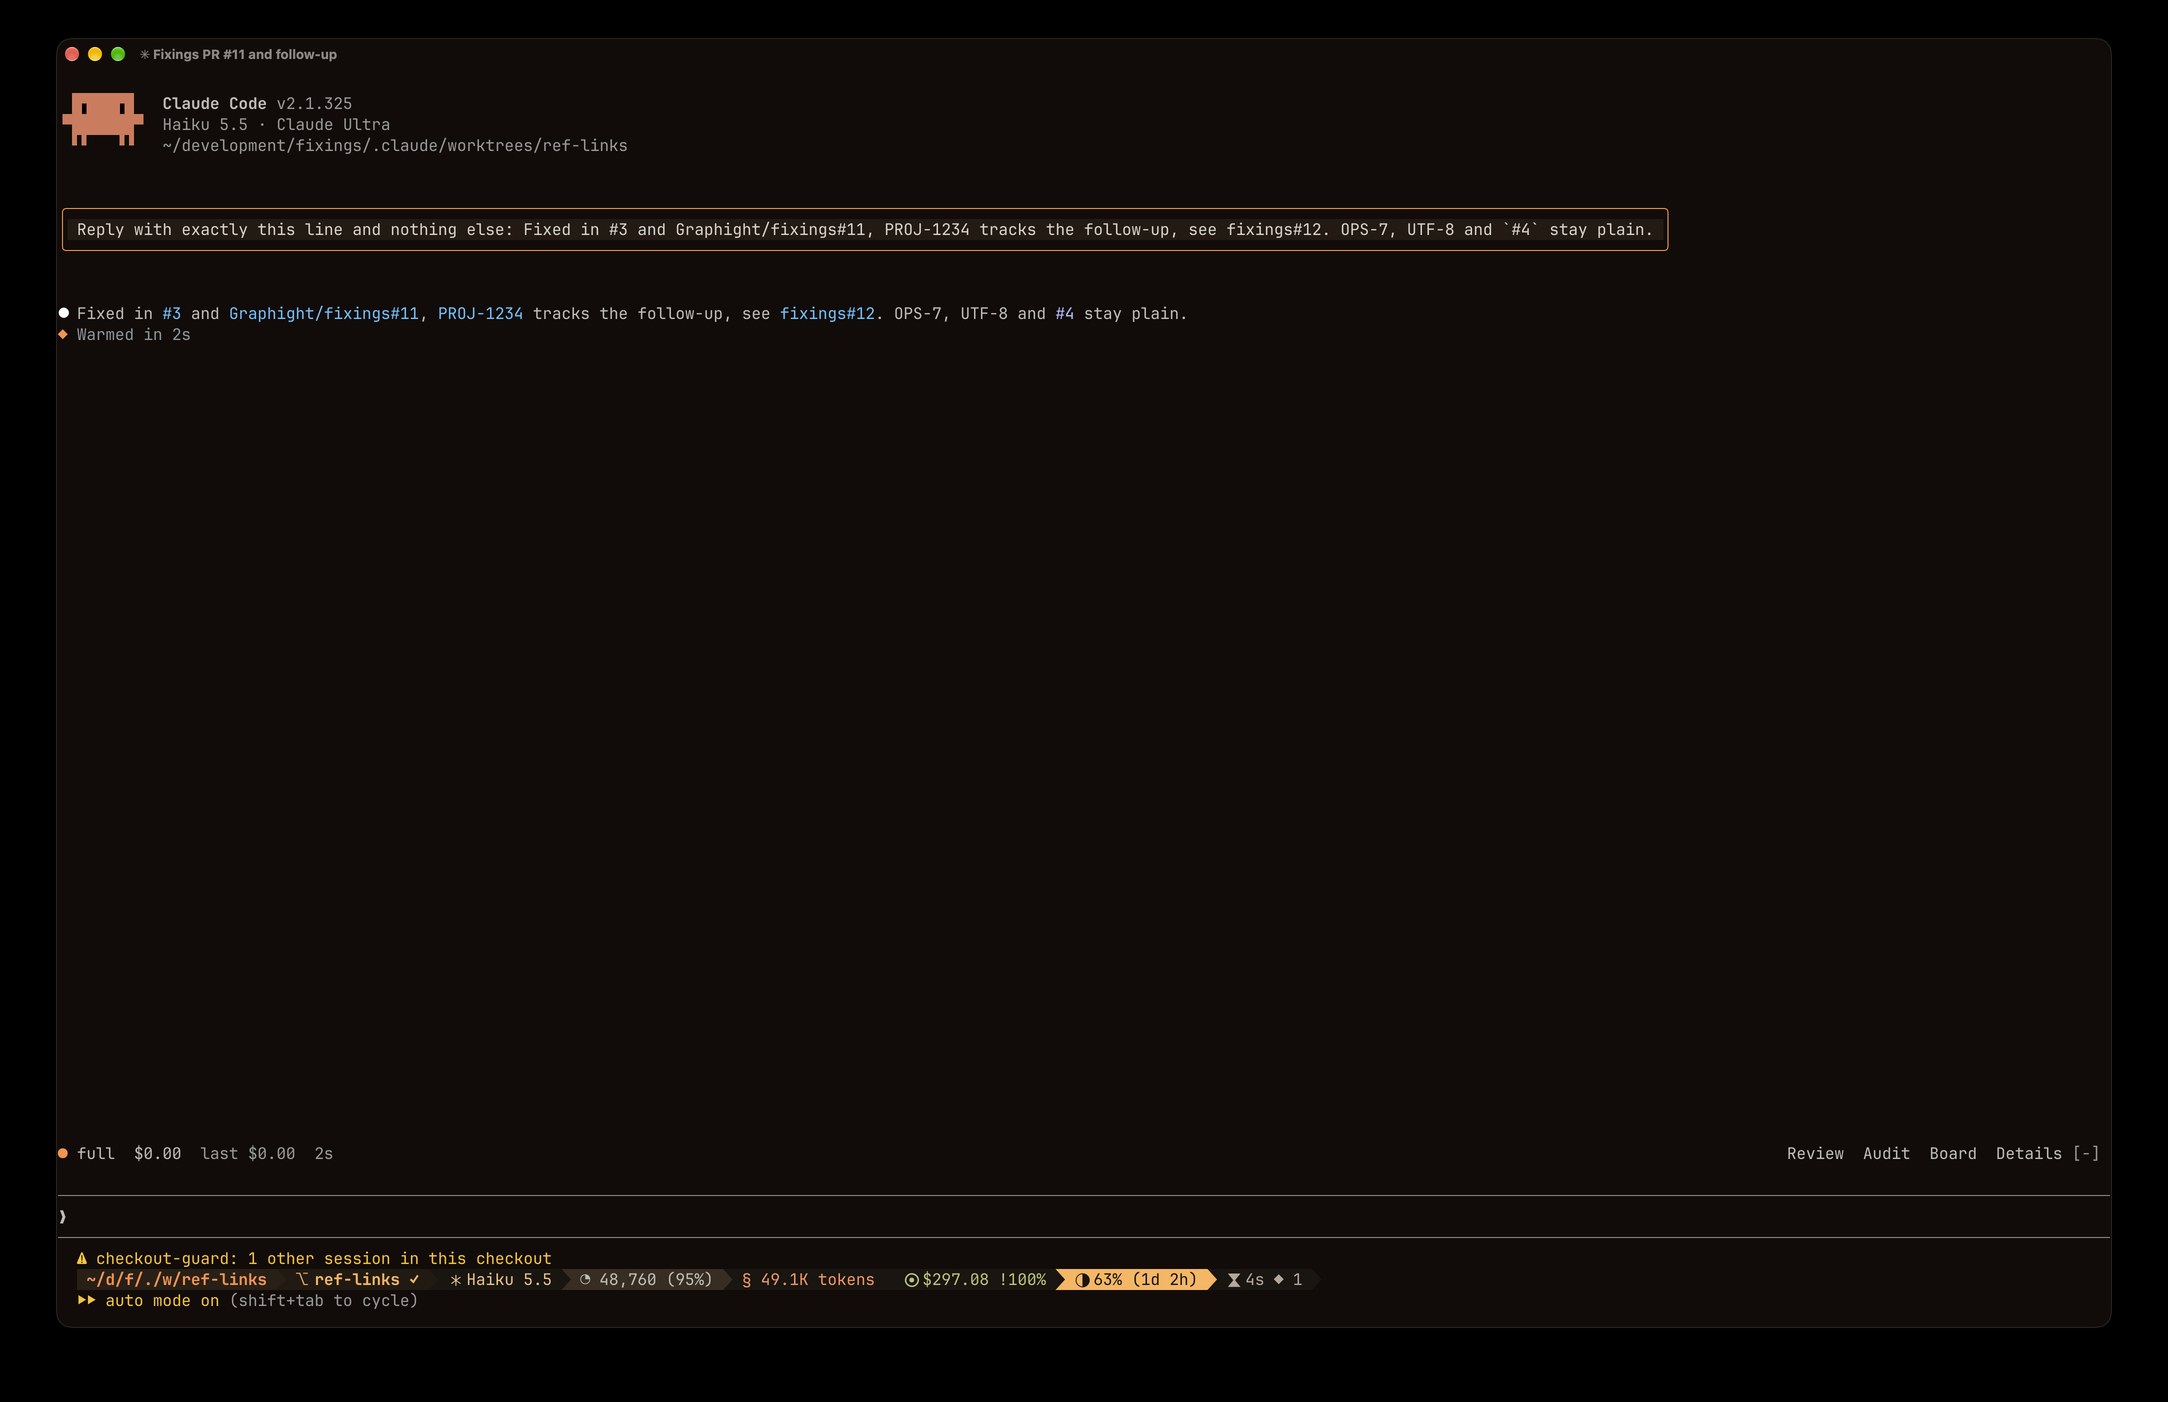 ✳ Fixings PR #11 and follow-up
Claude Code v2.1.325
Haiku 5.5 · Claude Ultra
~/development/fixings/.claude/worktrees/ref-links
Reply with exactly this line and nothing else: Fixed in #3 and Graphight/fixings#11, PROJ-1234 tracks the follow-up, see fixings#12. OPS-7, UTF-8 and `#4` stay plain.
● Fixed in #3 and Graphight/fixings#11, PROJ-1234 tracks the follow-up, see fixings#12. OPS-7, UTF-8 and #4 stay plain.
◆ Warmed in 2s
● full $0.00 last $0.00 2s Review Audit Board Details [-]
❯
⚠ checkout-guard: 1 other session in this checkout
~/d/f/./w/ref-links ⌥ ref-links ✓ ✳ Haiku 5.5 ◔ 48,760 (95%) § 49.1K tokens ◉ $297.08 !100% ◑ 63% (1d 2h) ⧗ 4s ◆ 1
⏵⏵ auto mode on (shift+tab to cycle)